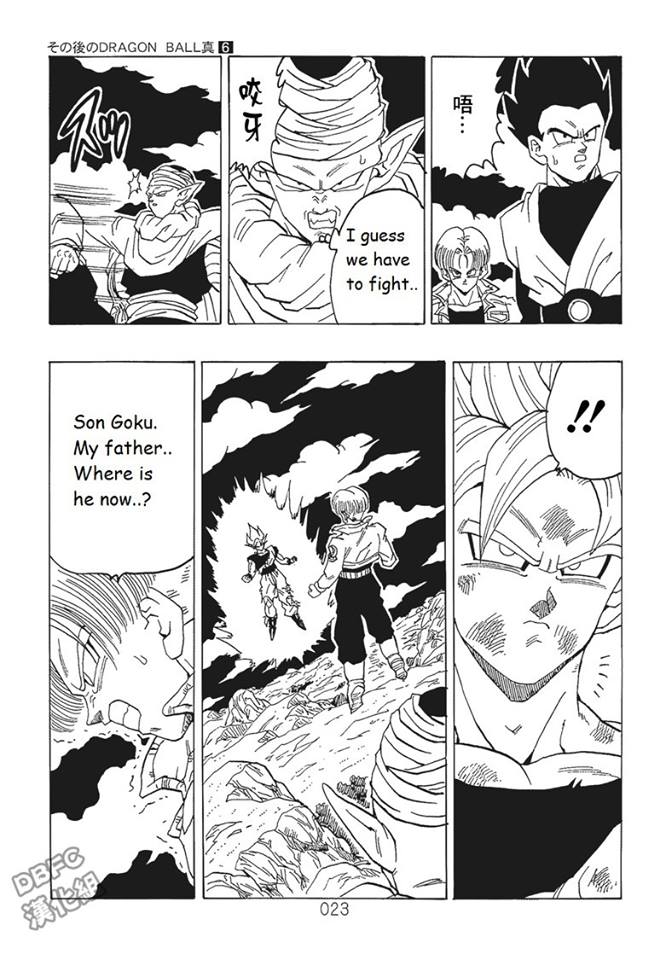 その後のDRAGON BALL真 6
唔…
I guess
we have
to fight..
咬牙
ズッ
!!
Son Goku.
My father..
Where is
he now..?
023
DBFC
漢化組